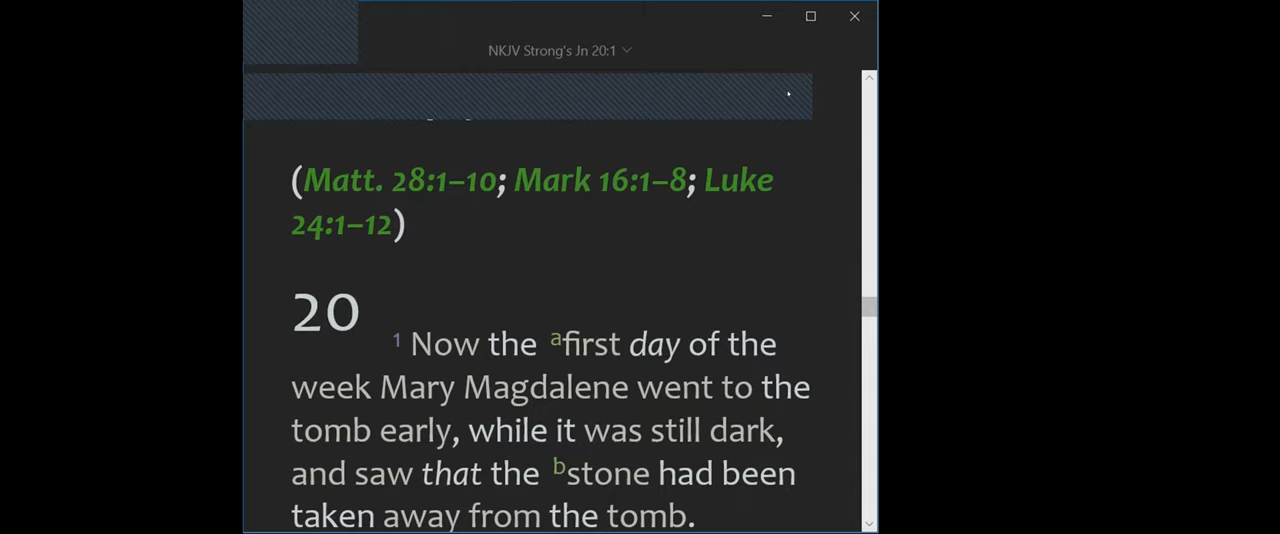 NKJV Strong's Jn 20:1
(Matt. 28:1–10; Mark 16:1–8; Luke
24:1–12)
20
1 Now the afirst day of the
week Mary Magdalene went to the
tomb early, while it was still dark,
and saw that the bstone had been
taken away from the tomb.